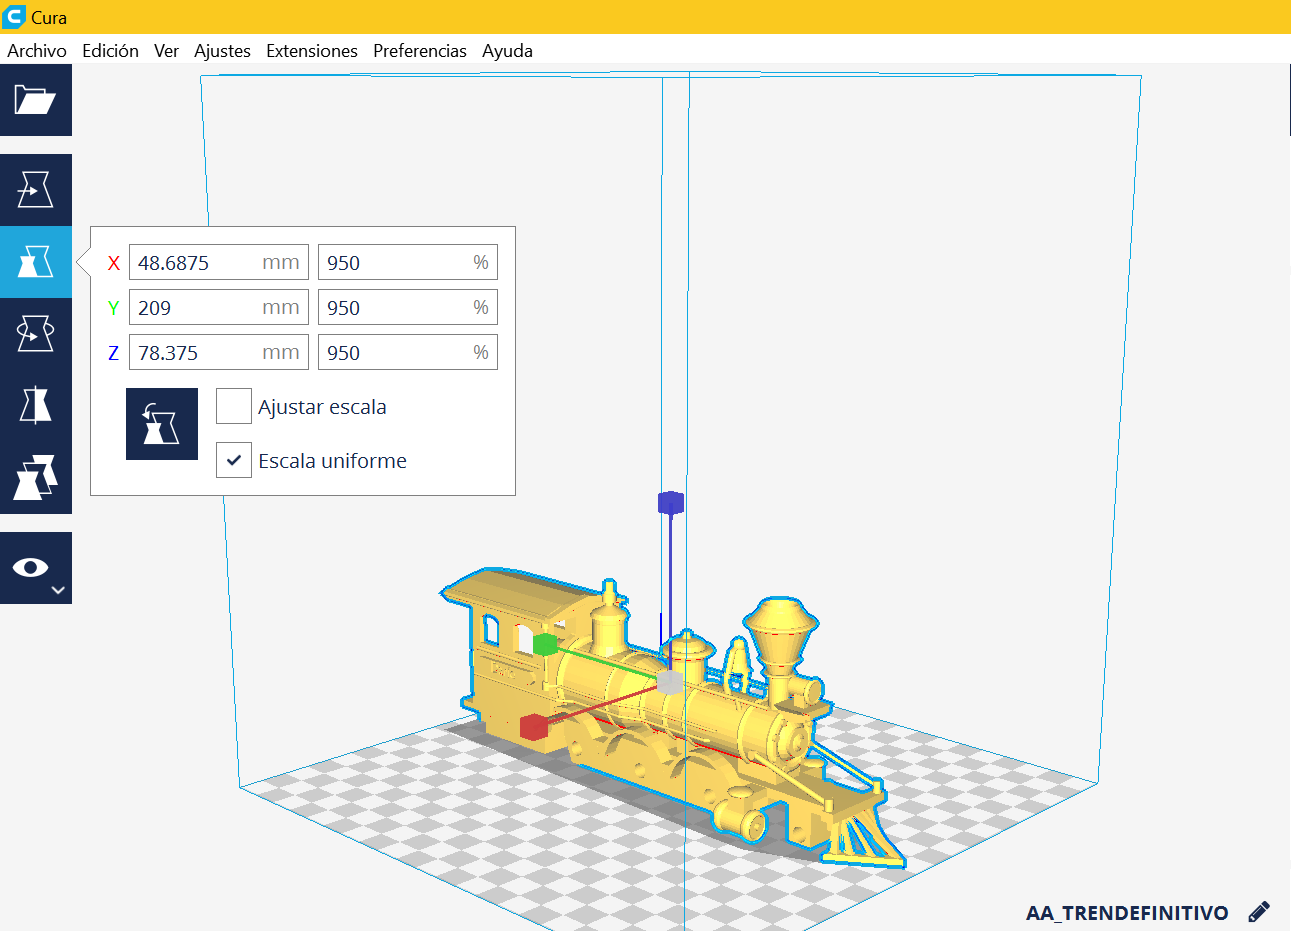 Cura
Archivo Edición Ver Ajustes Extensiones Preferencias Ayuda
X 48.6875 mm 950 %
Y 209 mm 950 %
Z 78.375 mm 950 %
Ajustar escala
Escala uniforme
AA_TRENDEFINITIVO